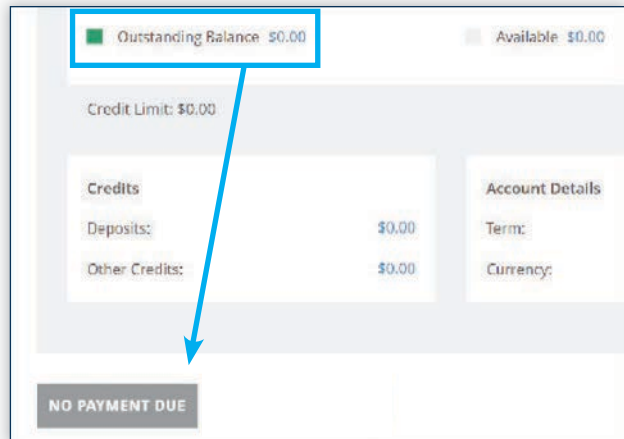 Outstanding Balance $0.00 Available $0.00
Credit Limit: $0.00
Credits Account Details
Deposits: $0.00 Term:
Other Credits: $0.00 Currency:
NO PAYMENT DUE